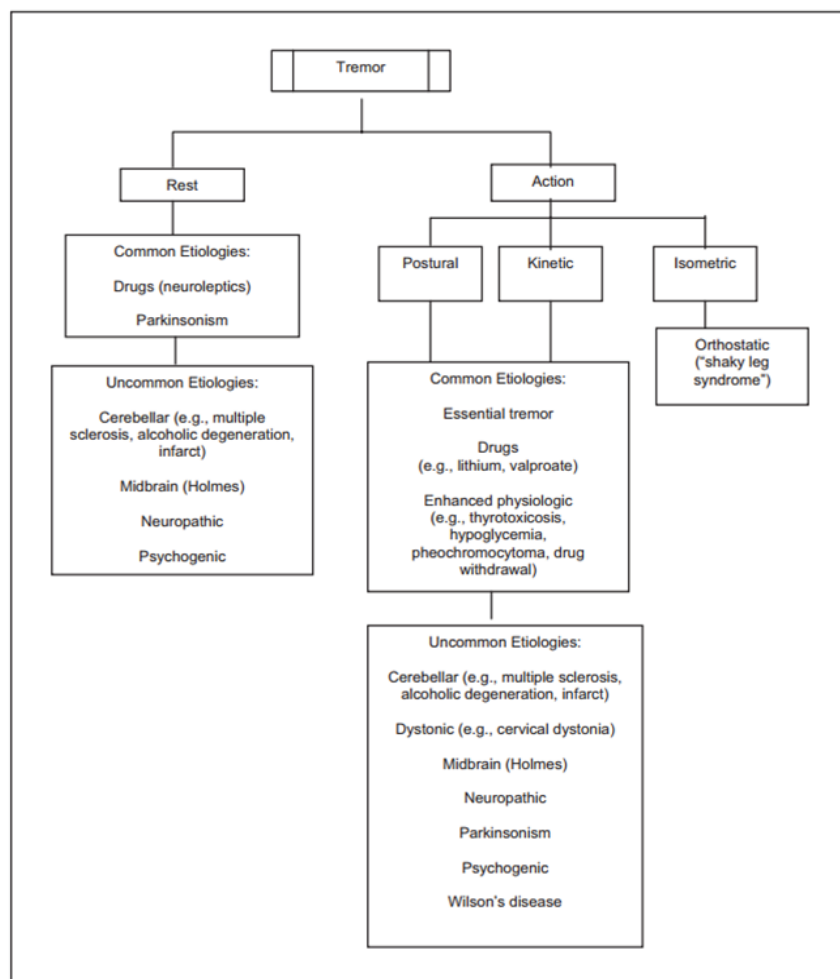 Tremor
Rest
Action
Common Etiologies:
Drugs (neuroleptics)
Parkinsonism
Uncommon Etiologies:
Cerebellar (e.g., multiple
sclerosis, alcoholic degeneration,
infarct)
Midbrain (Holmes)
Neuropathic
Psychogenic
Postural
Kinetic
Isometric
Orthostatic
("shaky leg
syndrome")
Common Etiologies:
Essential tremor
Drugs
(e.g., lithium, valproate)
Enhanced physiologic
(e.g., thyrotoxicosis,
hypoglycemia,
pheochromocytoma, drug
withdrawal)
Uncommon Etiologies:
Cerebellar (e.g., multiple sclerosis,
alcoholic degeneration, infarct)
Dystonic (e.g., cervical dystonia)
Midbrain (Holmes)
Neuropathic
Parkinsonism
Psychogenic
Wilson's disease